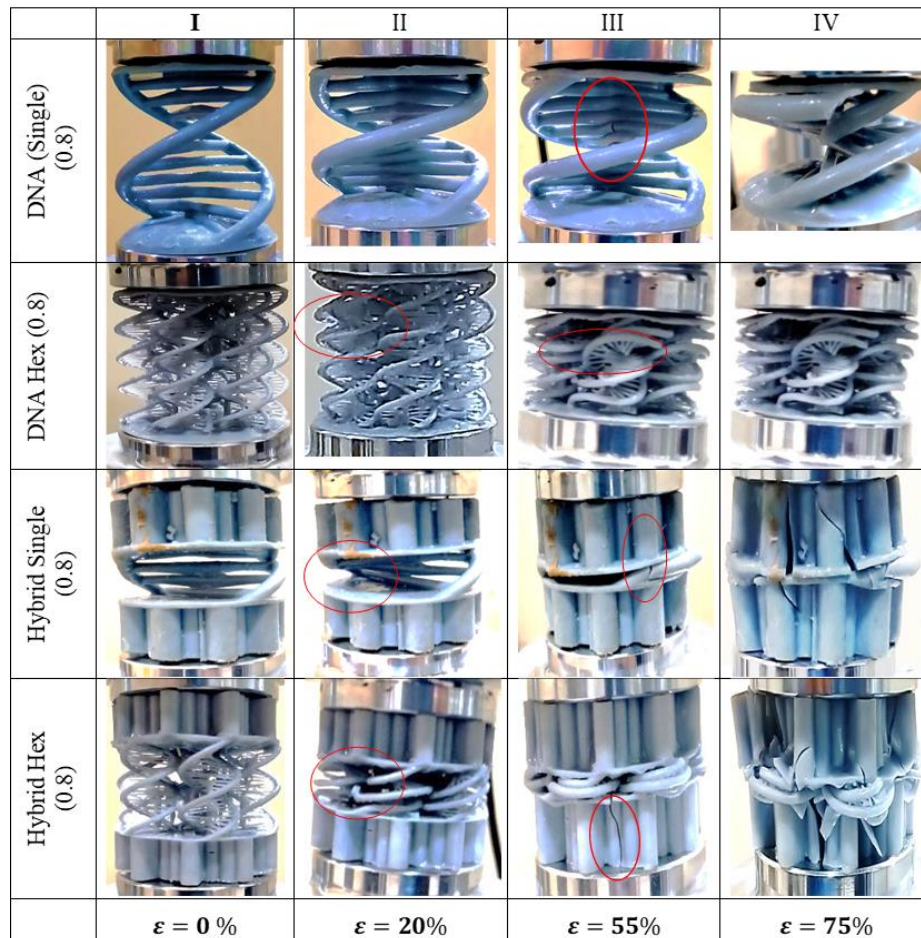 I II III IV
DNA (Single)
(0.8)
DNA Hex (0.8)
Hybrid Single
(0.8)
Hybrid Hex
(0.8)
ε = 0 % ε = 20% ε = 55% ε = 75%